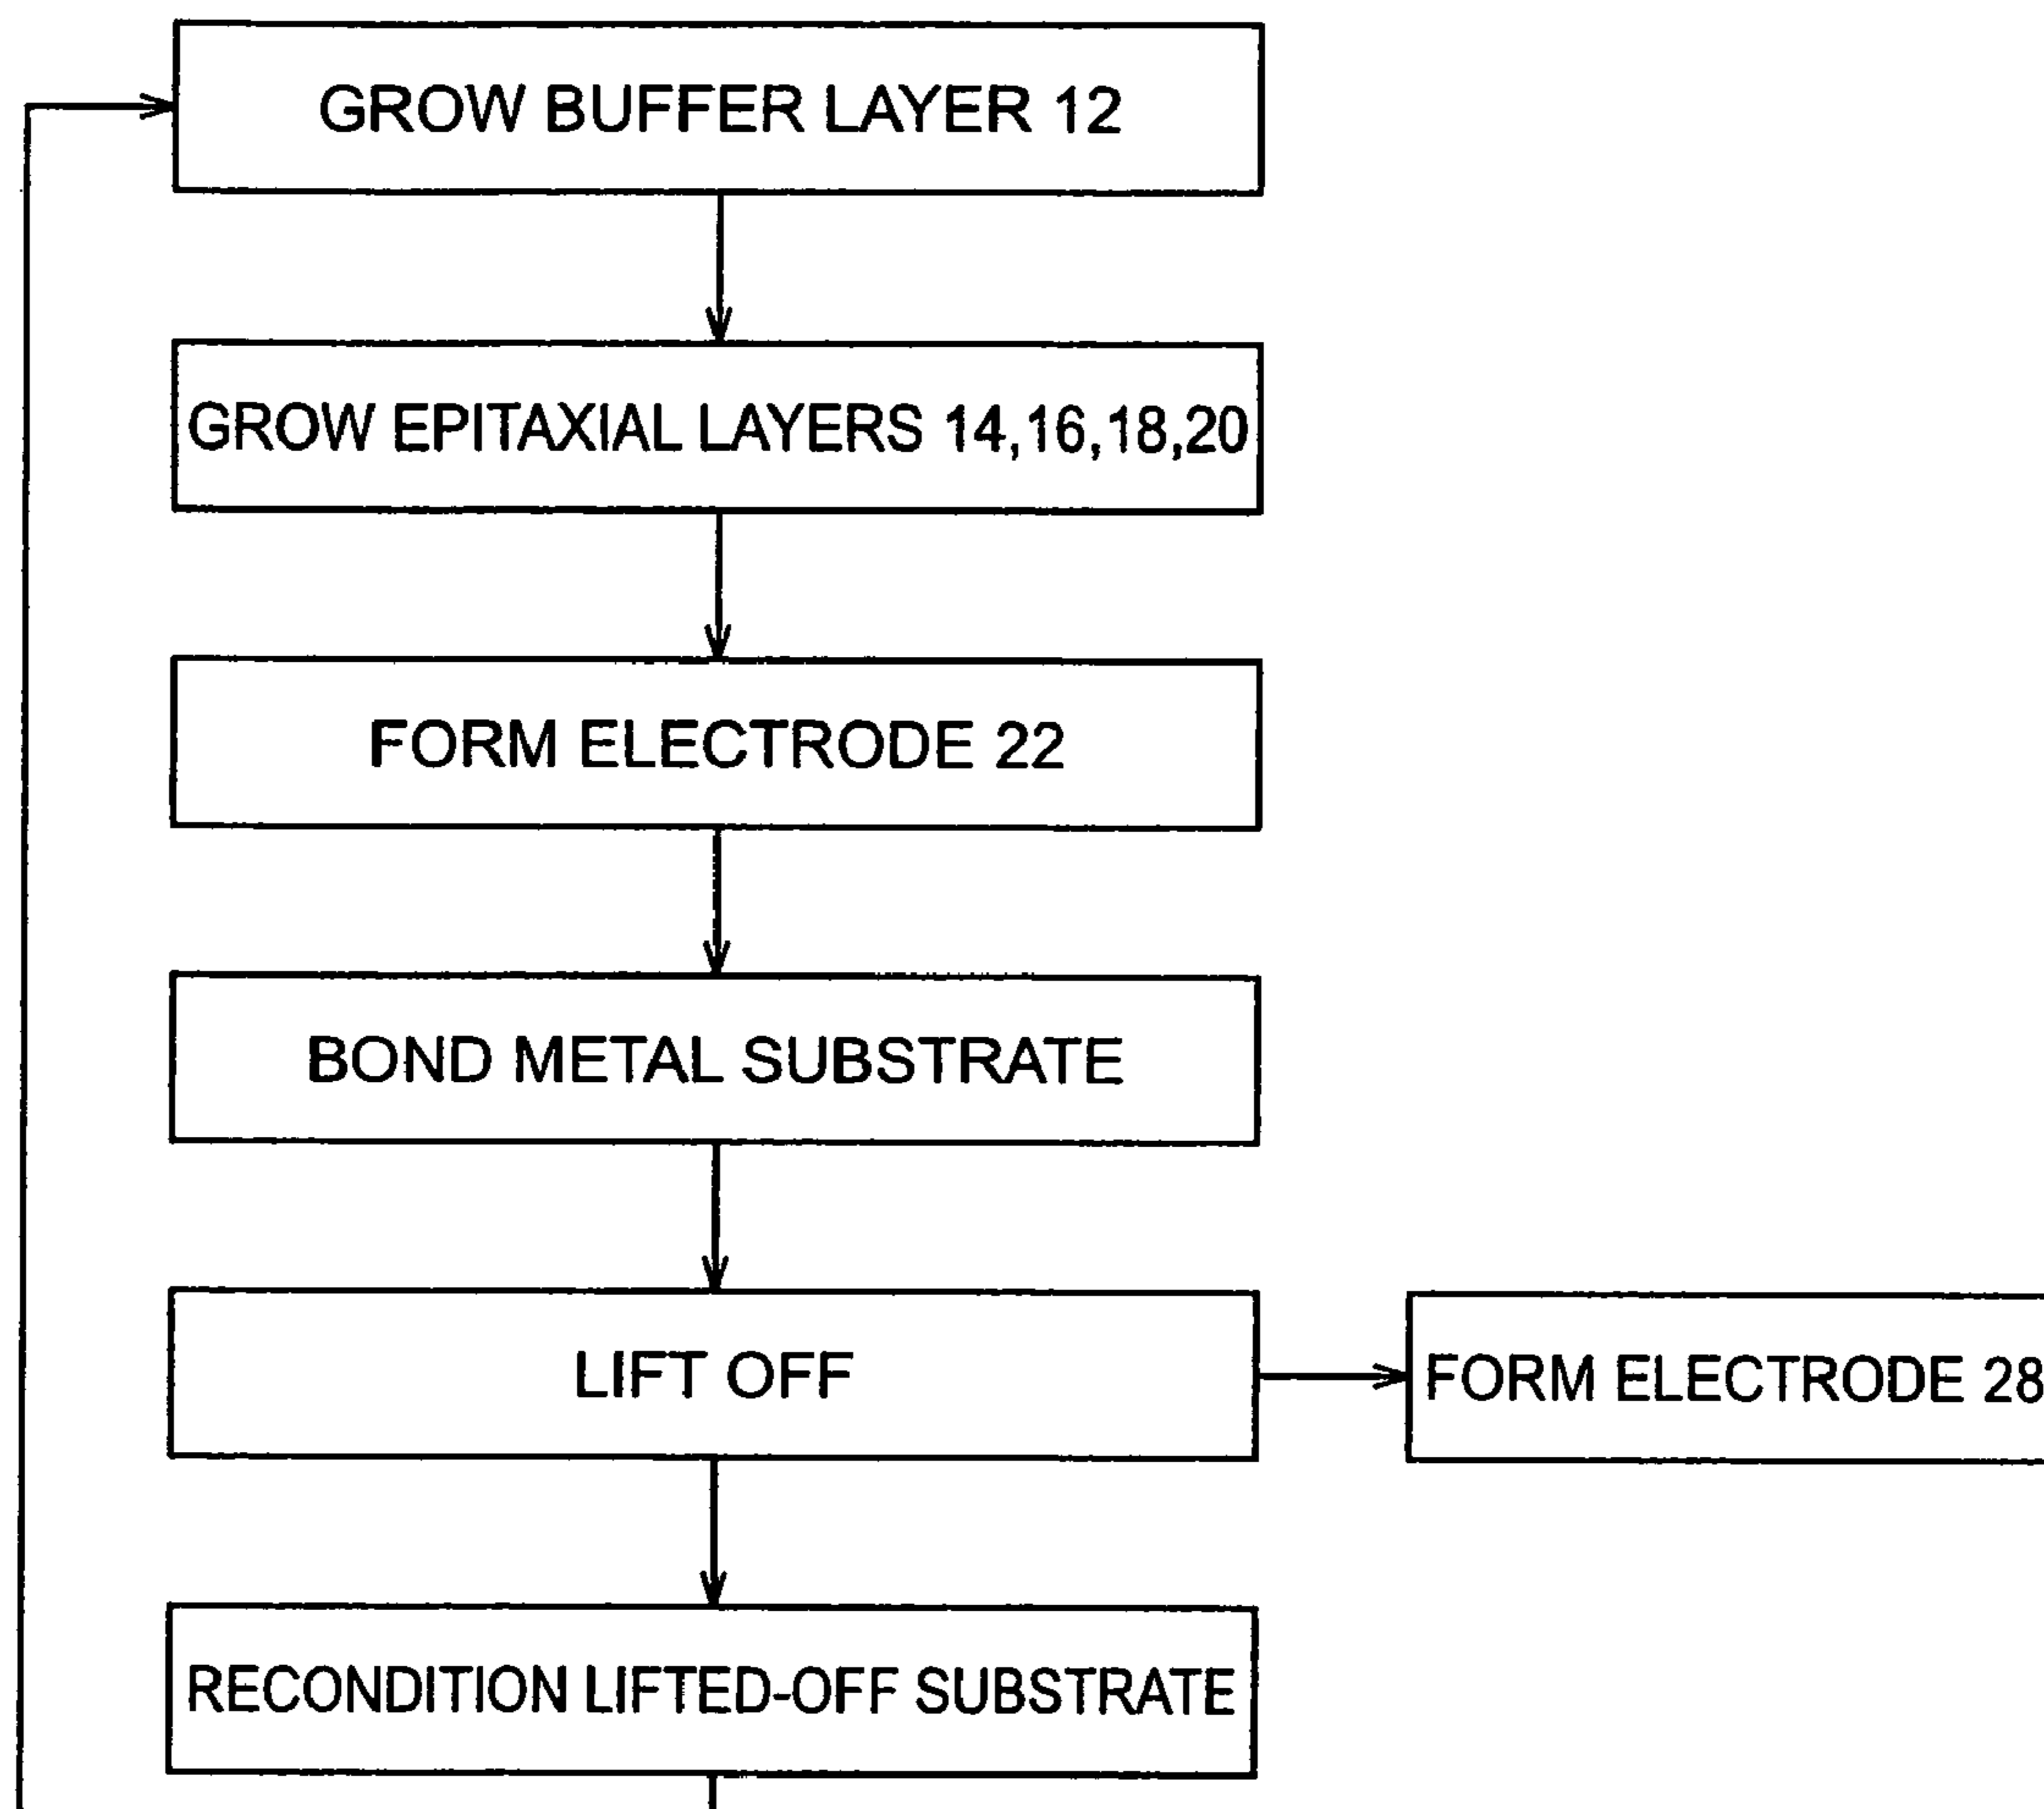 GROW BUFFER LAYER 12
GROW EPITAXIAL LAYERS 14,16,18,20
FORM ELECTRODE 22
BOND METAL SUBSTRATE
LIFT OFF
FORM ELECTRODE 28
RECONDITION LIFTED-OFF SUBSTRATE